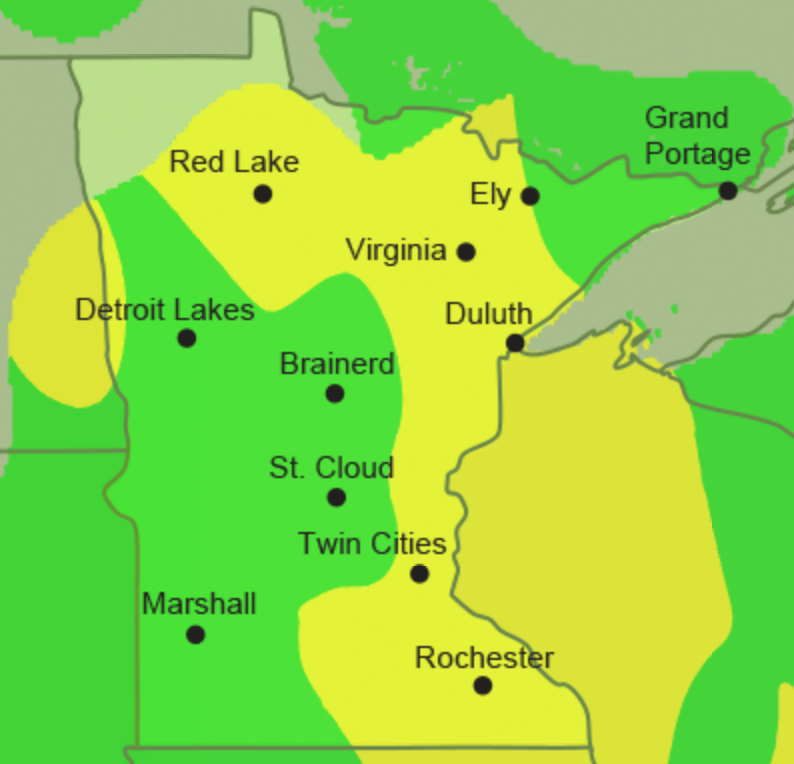 Grand
Portage
Red Lake
Ely
Virginia
Detroit Lakes
Duluth
Brainerd
St. Cloud
Twin Cities
Marshall
Rochester